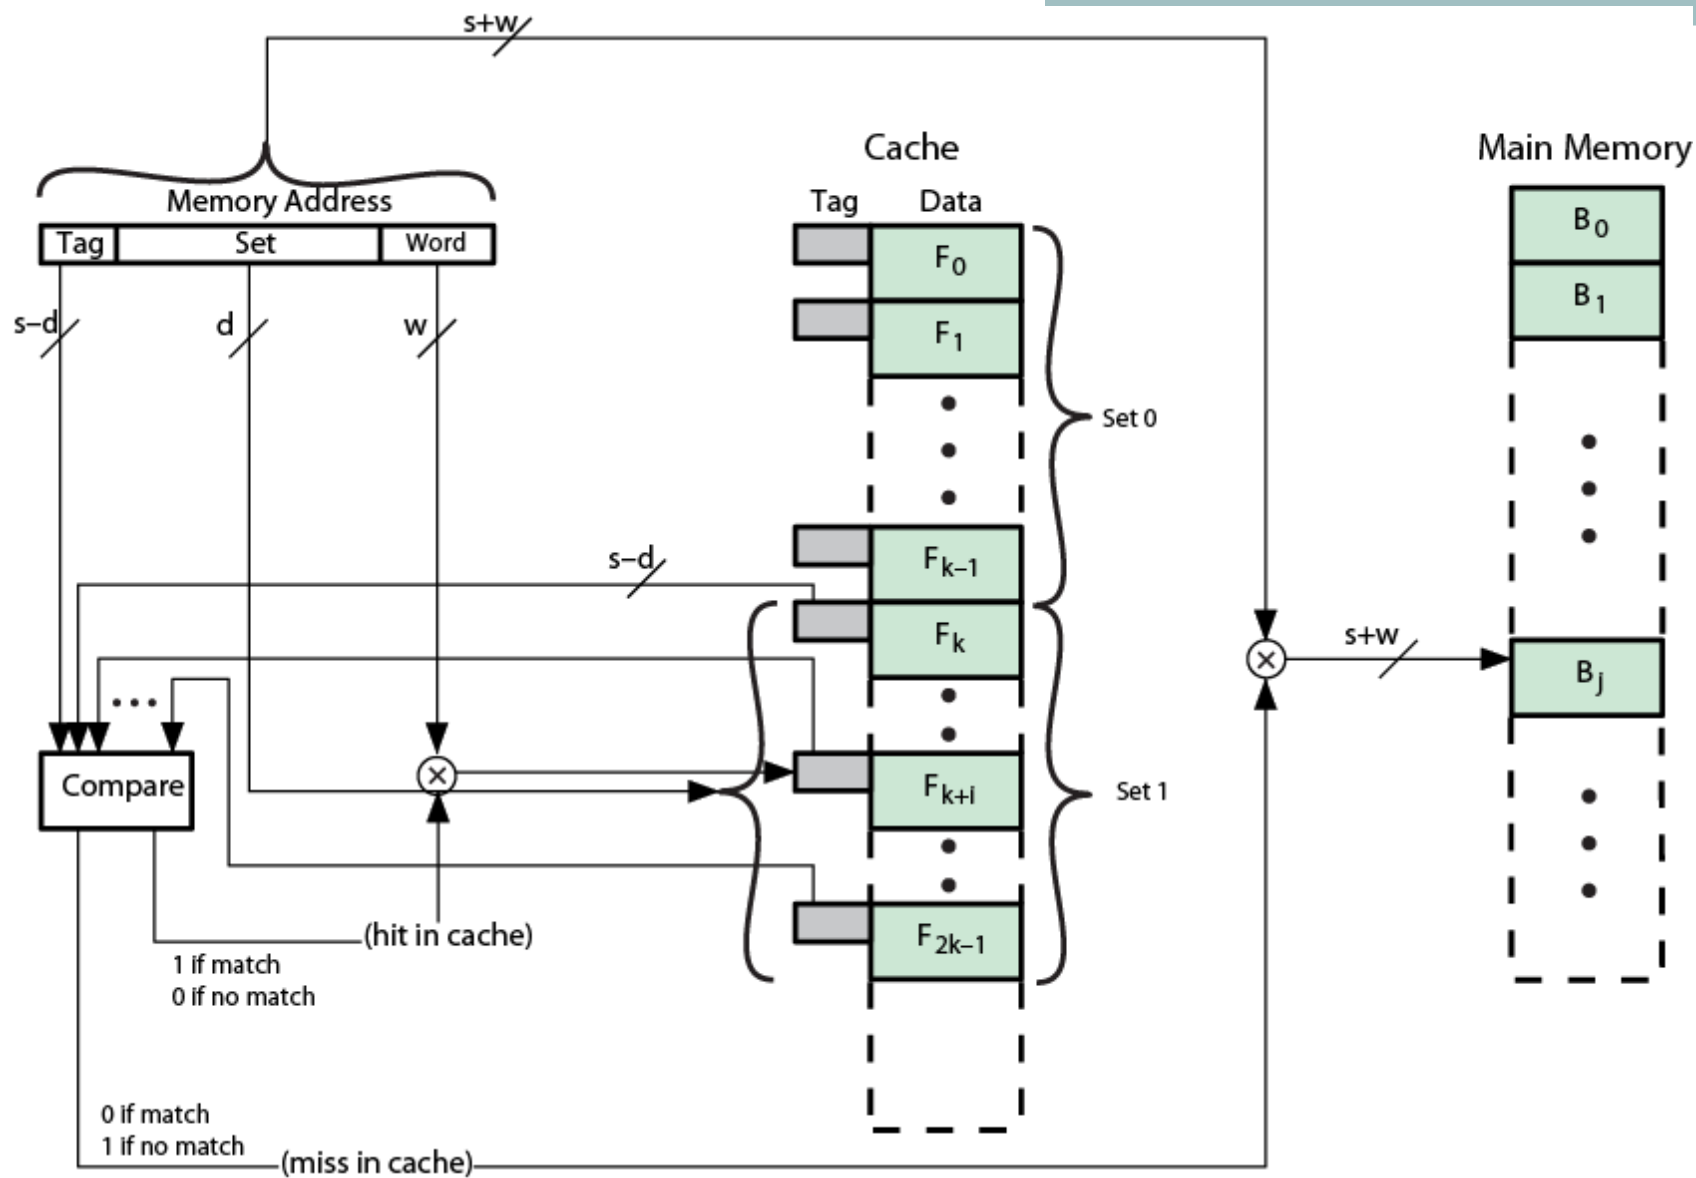 s+w
Cache
Main Memory
Memory Address
Tag Data
Tag Set Word
B0
F0
B1
s–d
d
w
F1
Set 0
s–d
Fk–1
Fk
s+w
Bj
Compare
Fk+i
Set 1
F2k–1
(hit in cache)
1 if match
0 if no match
0 if match
1 if no match
(miss in cache)